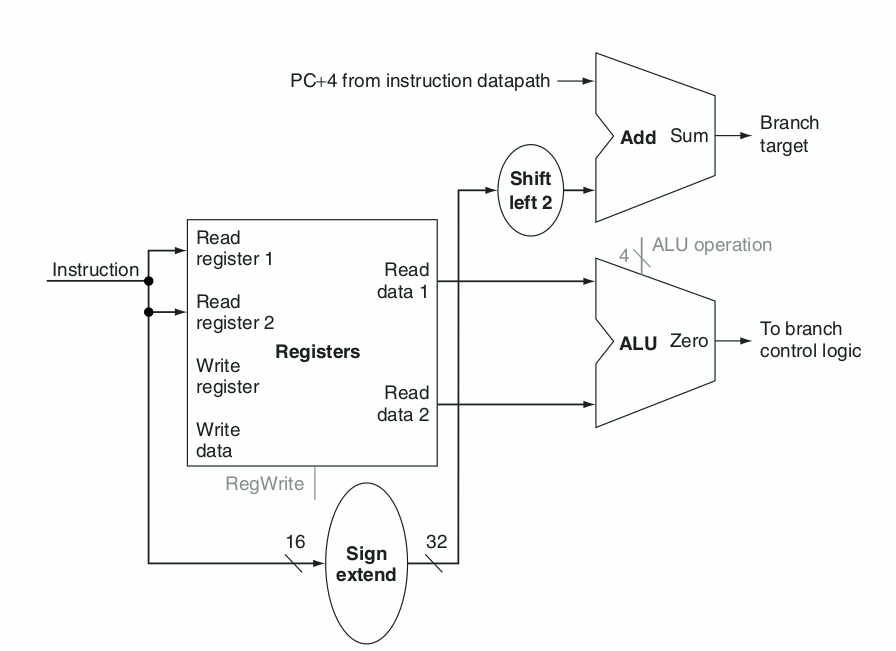 PC+4 from instruction datapath
Add
Sum
Branch
target
Shift
left 2
4
ALU operation
Instruction
Read
register 1
Read
register 2
Write
register
Write
data
Registers
Read
data 1
Read
data 2
ALU
Zero
To branch
control logic
RegWrite
16
Sign
extend
32